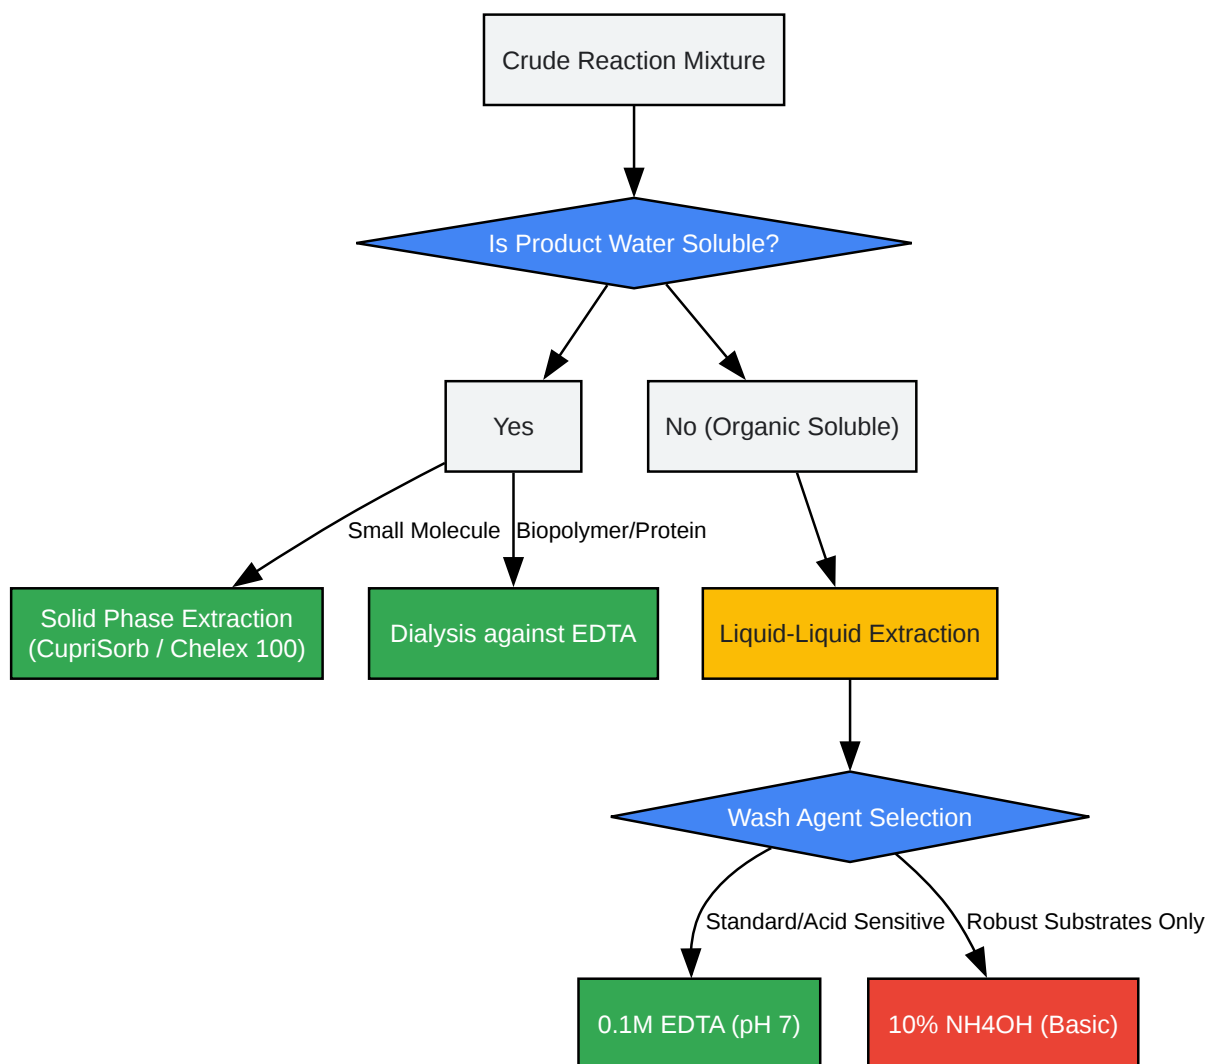 Crude Reaction Mixture
Is Product Water Soluble?
Yes
No (Organic Soluble)
Small Molecule
Biopolymer/Protein
Solid Phase Extraction
(CupriSorb / Chelex 100)
Dialysis against EDTA
Liquid-Liquid Extraction
Wash Agent Selection
Standard/Acid Sensitive
Robust Substrates Only
0.1M EDTA (pH 7)
10% NH4OH (Basic)